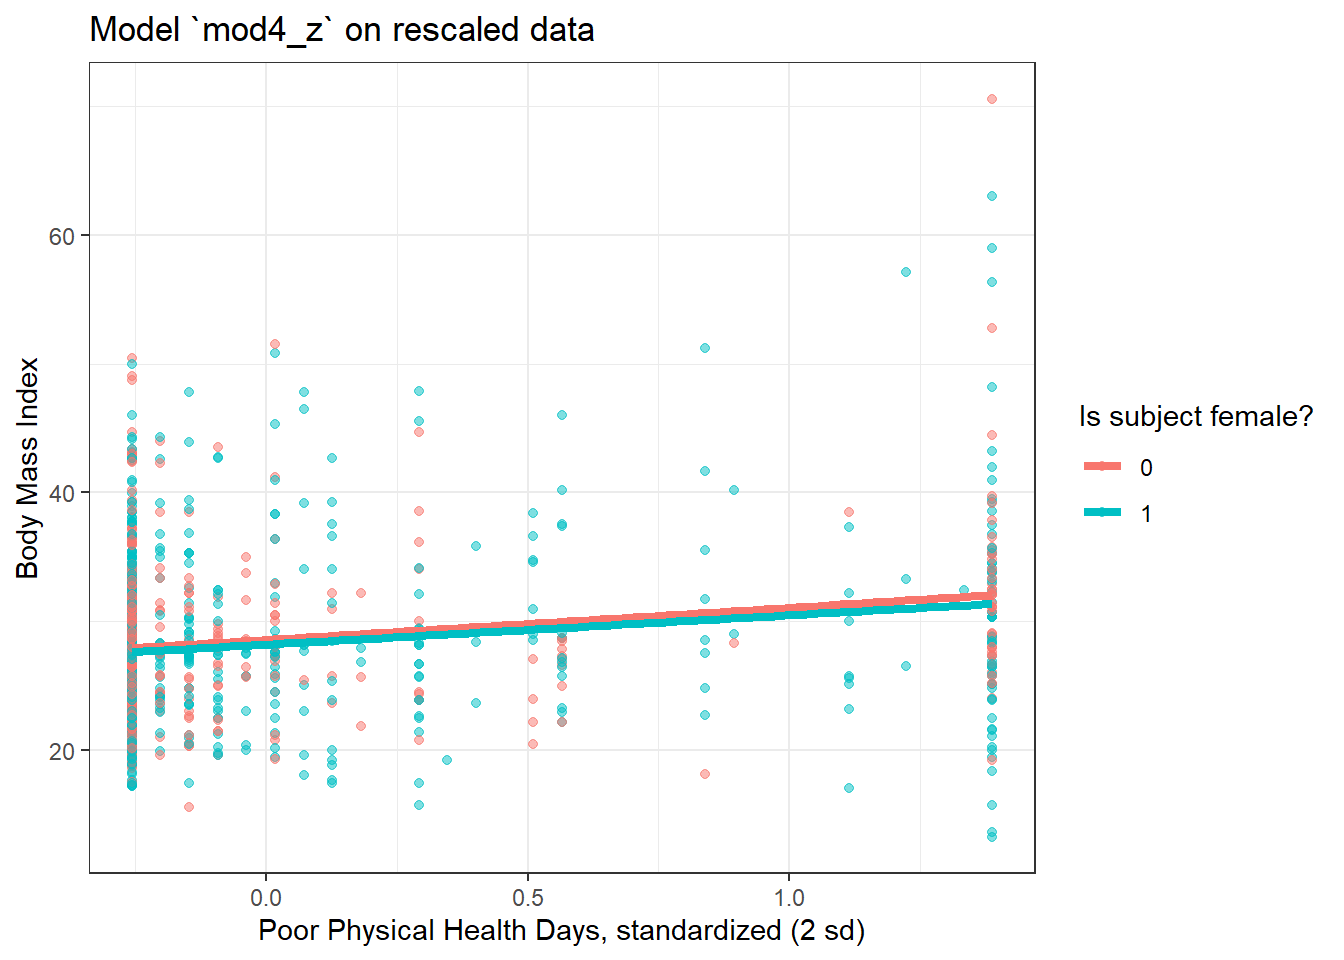 Model `mod4_z` on rescaled data
Body Mass Index
60
40
20
0.0
0.5
1.0
Poor Physical Health Days, standardized (2 sd)
Is subject female?
0
1